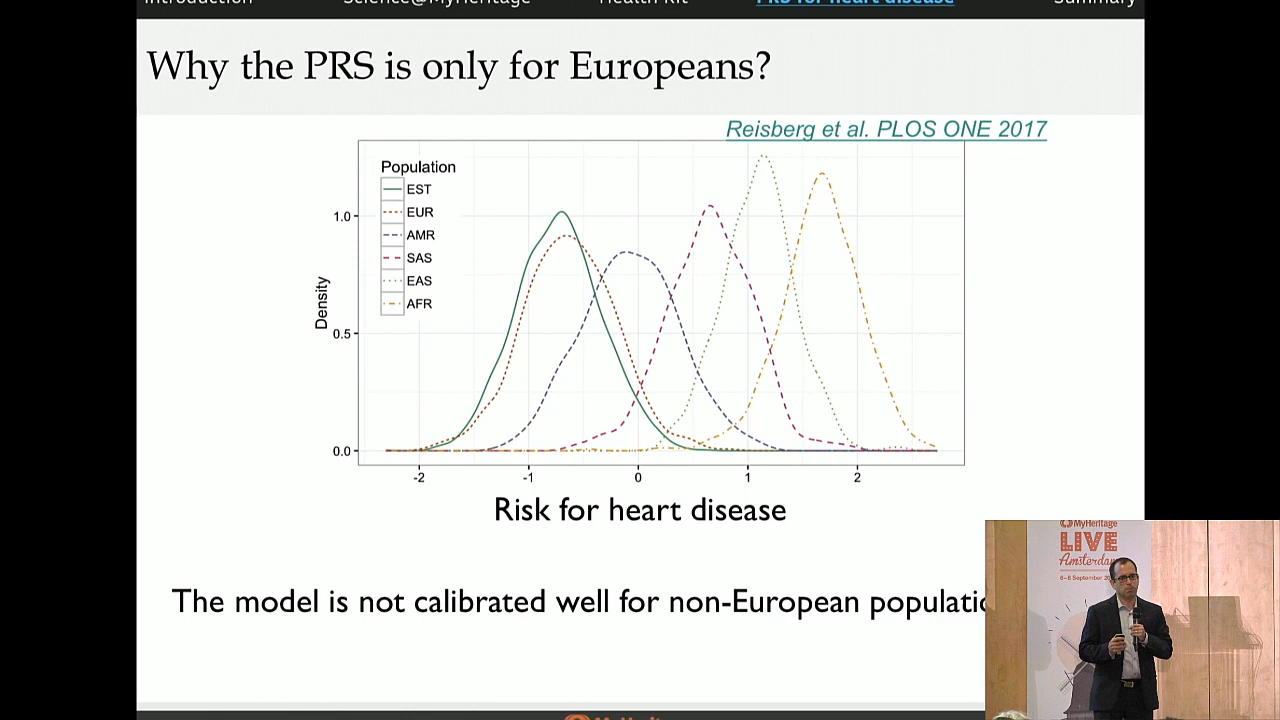 Introduction Science@MyHeritage Health Kit PRS for heart disease Summary
Why the PRS is only for Europeans?
Reisberg et al. PLOS ONE 2017
Population
EST
EUR
AMR
SAS
EAS
AFR
Density
1.0
0.5
0.0
-2 -1 0 1 2
Risk for heart disease
The model is not calibrated well for non-European
MyHeritage
LIVE
Amsterdam
MyHeritage